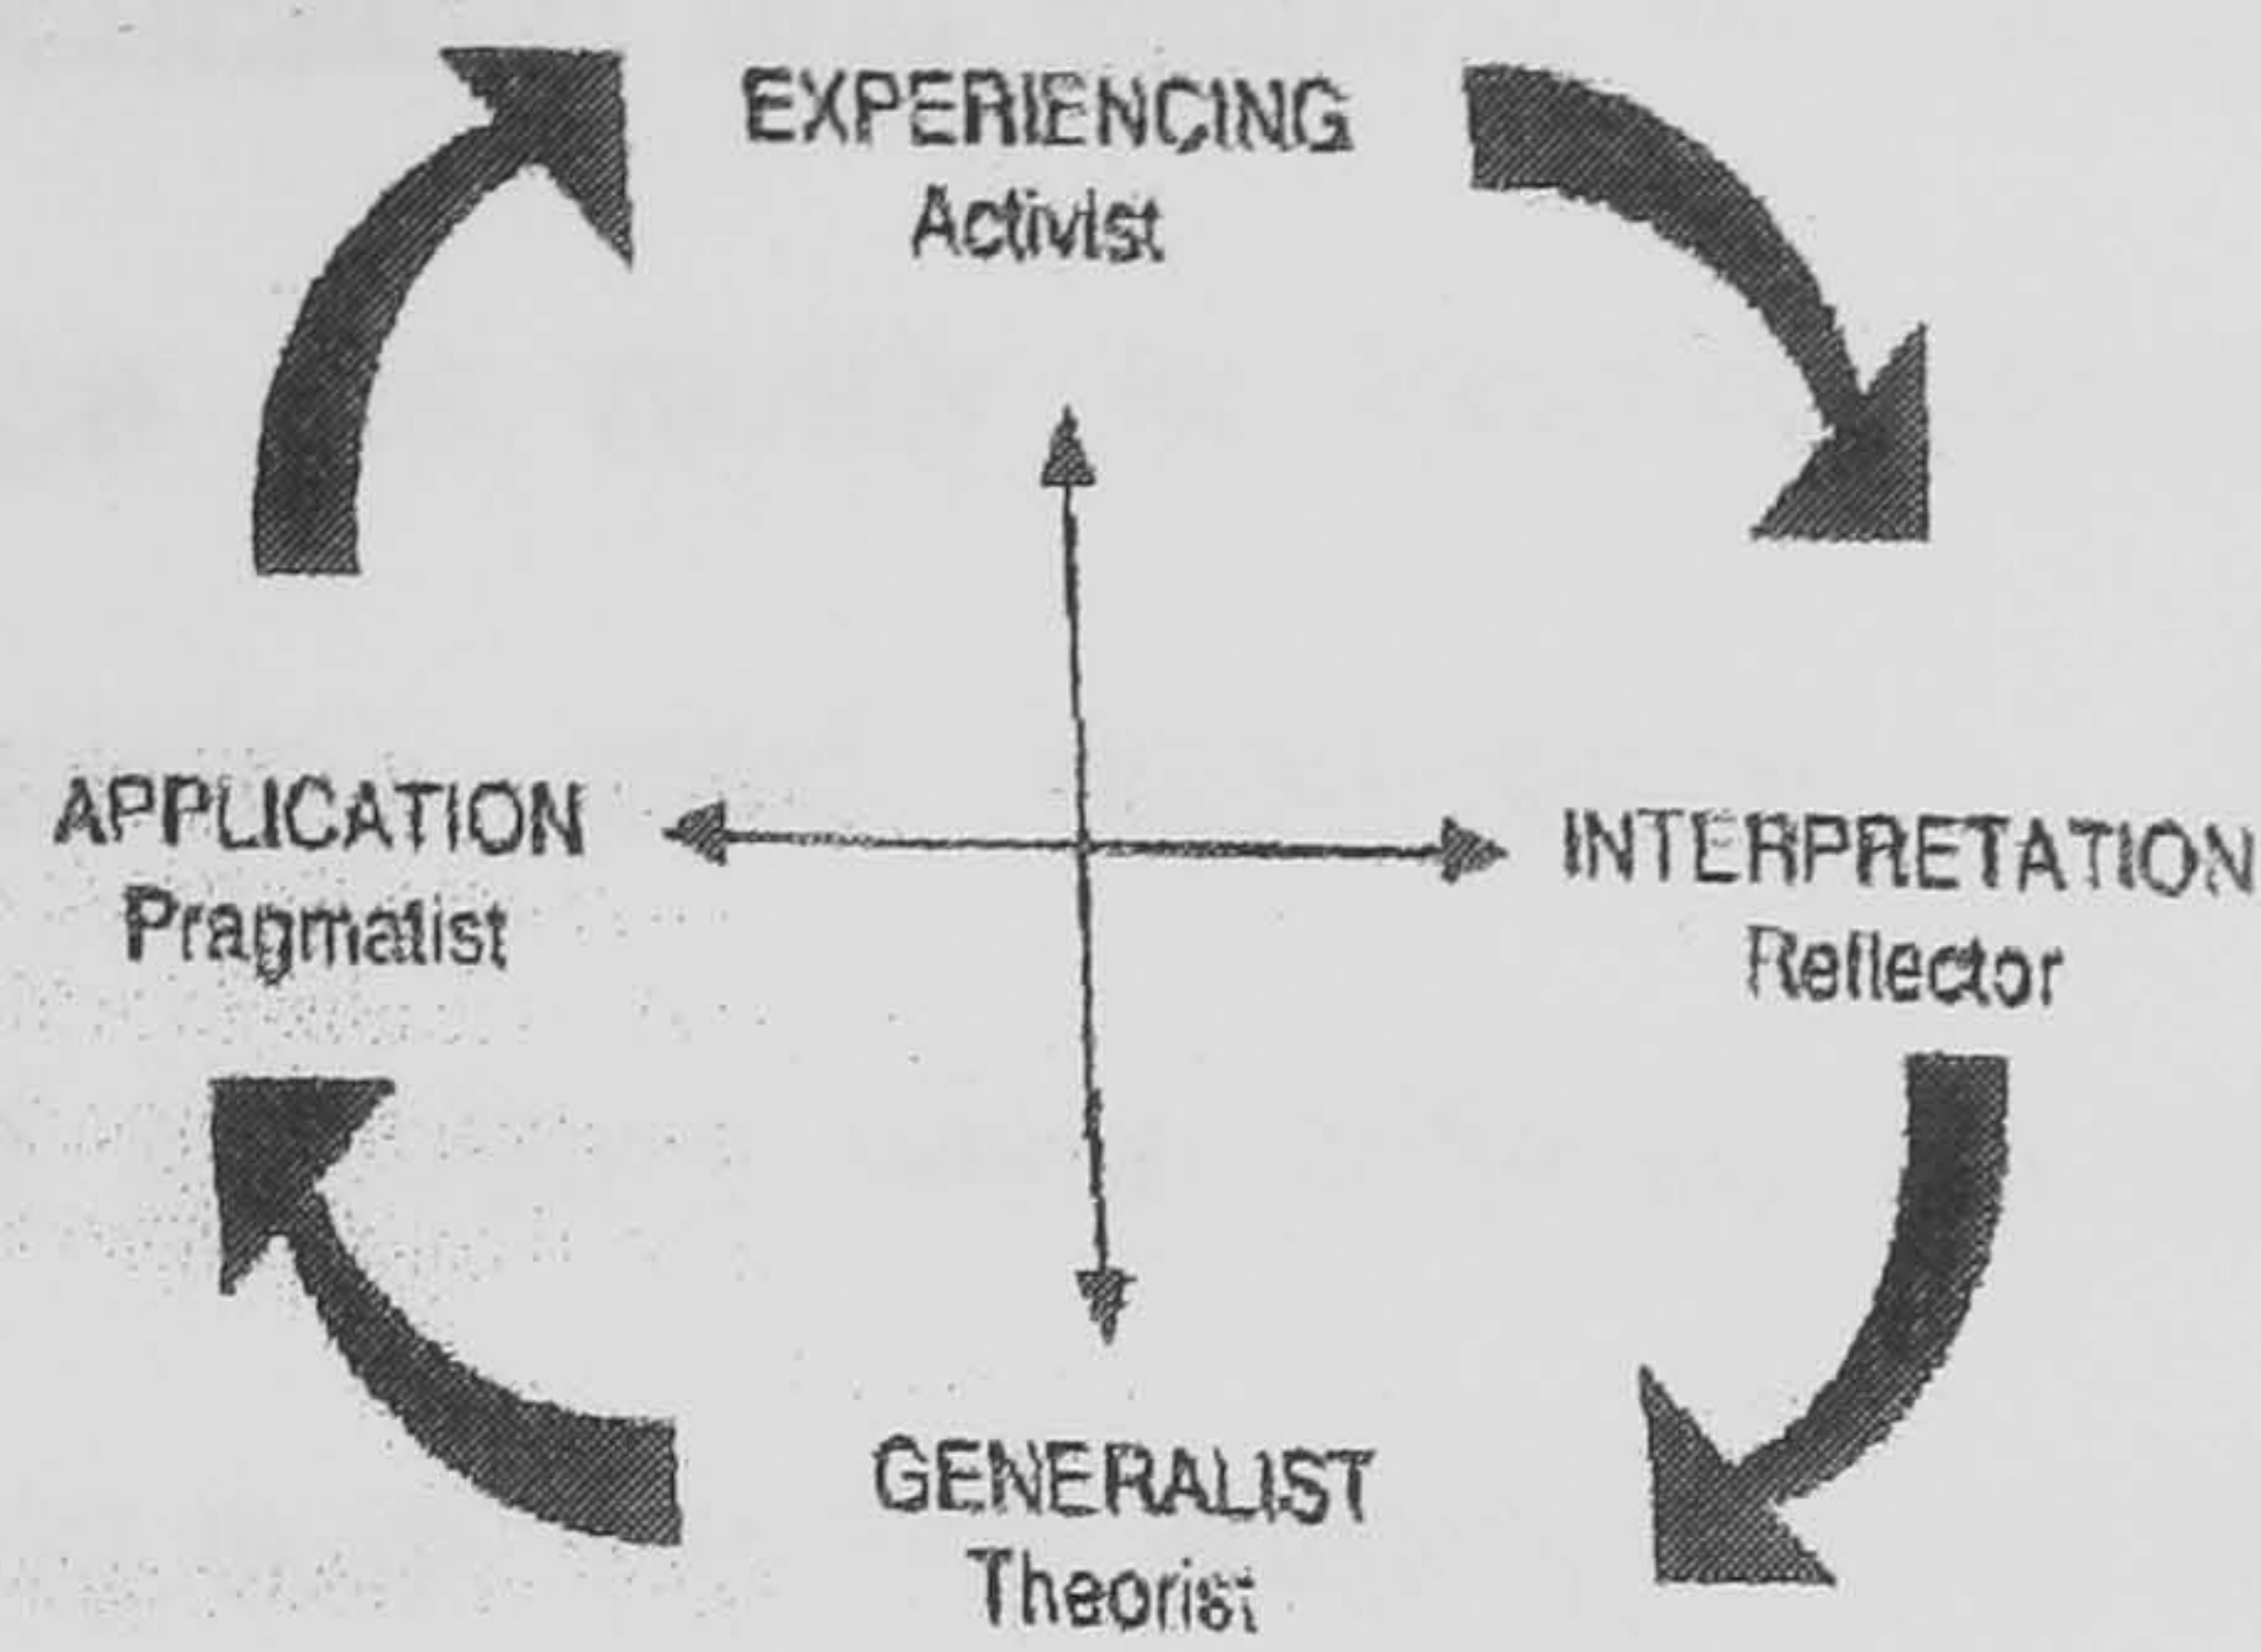 EXPERIENCING
Activist
APPLICATION
Pragmatist
INTERPRETATION
Reflector
GENERALIST
Theorist